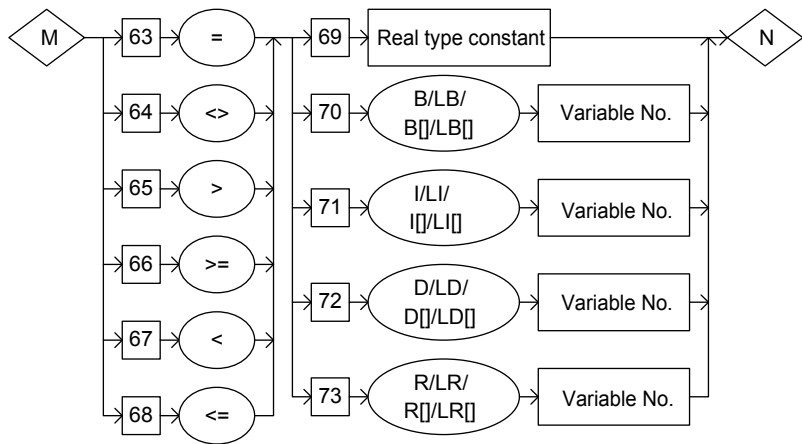 M
63
=
69
Real type constant
N
64
<>
70
B/LB/
B[]/LB[]
Variable No.
65
>
71
I/LI/
I[]/LI[]
Variable No.
66
>=
72
D/LD/
D[]/LD[]
Variable No.
67
<
68
<=
73
R/LR/
R[]/LR[]
Variable No.